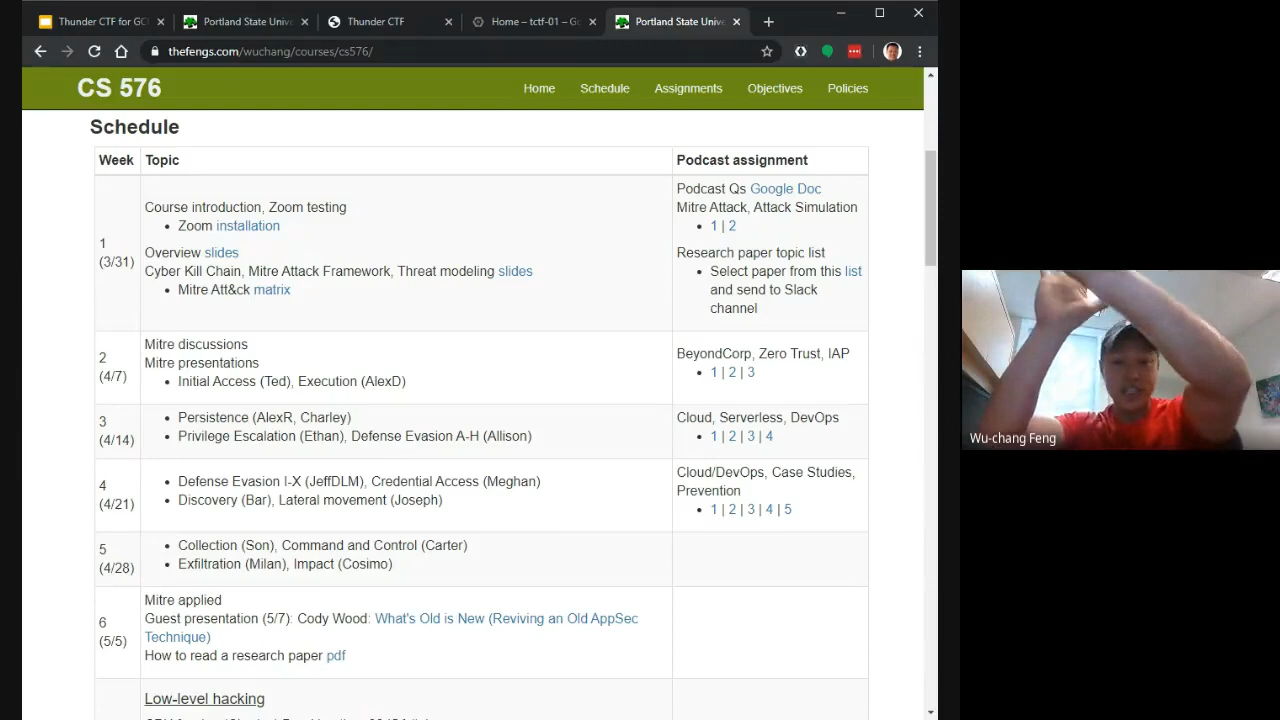 Thunder CTF for GC
Portland State Unive
Thunder CTF
Home – tctf-01 – Go
Portland State Unive
thefengs.com/wuchang/courses/cs576/
CS 576
Home
Schedule
Assignments
Objectives
Policies
Schedule
Week
Topic
Podcast assignment
1
(3/31)
Course introduction, Zoom testing
• Zoom installation
Overview slides
Cyber Kill Chain, Mitre Attack Framework, Threat modeling slides
• Mitre Att&ck matrix
Podcast Qs Google Doc
Mitre Attack, Attack Simulation
• 1 | 2
Research paper topic list
• Select paper from this list
and send to Slack
channel
2
(4/7)
Mitre discussions
Mitre presentations
• Initial Access (Ted), Execution (AlexD)
BeyondCorp, Zero Trust, IAP
• 1 | 2 | 3
3
(4/14)
• Persistence (AlexR, Charley)
• Privilege Escalation (Ethan), Defense Evasion A-H (Allison)
Cloud, Serverless, DevOps
• 1 | 2 | 3 | 4
4
(4/21)
• Defense Evasion I-X (JeffDLM), Credential Access (Meghan)
• Discovery (Bar), Lateral movement (Joseph)
Cloud/DevOps, Case Studies,
Prevention
• 1 | 2 | 3 | 4 | 5
5
(4/28)
• Collection (Son), Command and Control (Carter)
• Exfiltration (Milan), Impact (Cosimo)
6
(5/5)
Mitre applied
Guest presentation (5/7): Cody Wood: What's Old is New (Reviving an Old AppSec
Technique)
How to read a research paper pdf
Low-level hacking
Wu-chang Feng